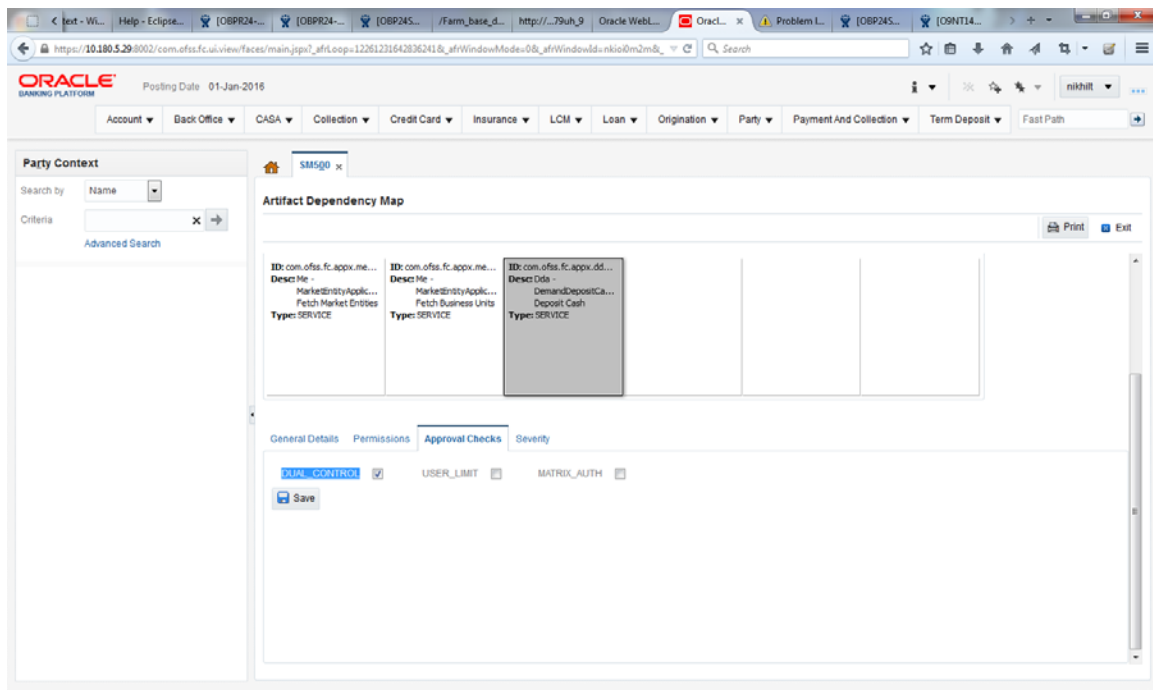 text - Wi... Help - Eclipse... [OBPR24-... [OBPR24-... [OBP24S... /Farm_base_d... http://...79uh_9 Oracle WebL... Oracl... x Problem l... [OBP24S... [O9NT14...
https://10.180.5.29:8002/com.ofss.fc.ui.view/faces/main.jspx?_afrLoop=12261231642836241&_afrWindowMode=0&_afrWindowId=nkioi0m2m&_ Search
ORACLE Posting Date 01-Jan-2016 nikhilt
BANKING PLATFORM
Account Back Office CASA Collection Credit Card Insurance LCM Loan Origination Party Payment And Collection Term Deposit Fast Path
Party Context SM500 x
Search by Name
Artifact Dependency Map
Criteria
Print Exit
Advanced Search
ID: com.ofss.fc.appx.me... ID: com.ofss.fc.appx.me... ID: com.ofss.fc.appx.dd...
Desc: Me - Desc: Me - Desc: Dda -
MarketEntityApplic... MarketEntityApplic... DemandDepositCa...
Fetch Market Entities Fetch Business Units Deposit Cash
Type: SERVICE Type: SERVICE Type: SERVICE
General Details Permissions Approval Checks Severity
DUAL_CONTROL USER_LIMIT MATRIX_AUTH
Save